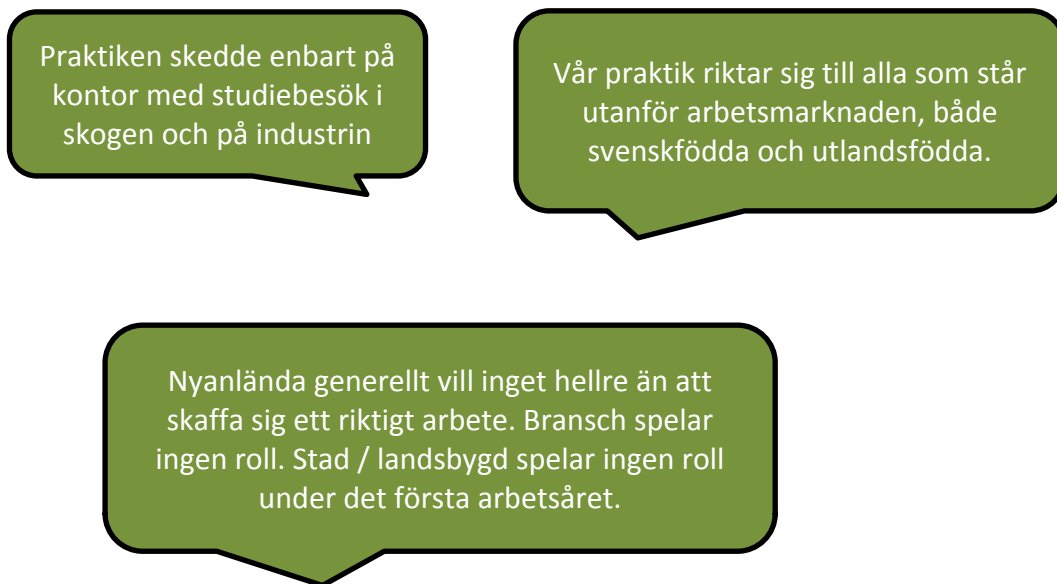 Praktiken skedde enbart på
kontor med studiebesök i
skogen och på industrin
Vår praktik riktar sig till alla som står
utanför arbetsmarknaden, både
svenskfödda och utlandsfödda.
Nyanlända generellt vill inget hellre än att
skaffa sig ett riktigt arbete. Bransch spelar
ingen roll. Stad / landsbygd spelar ingen roll
under det första arbetsåret.